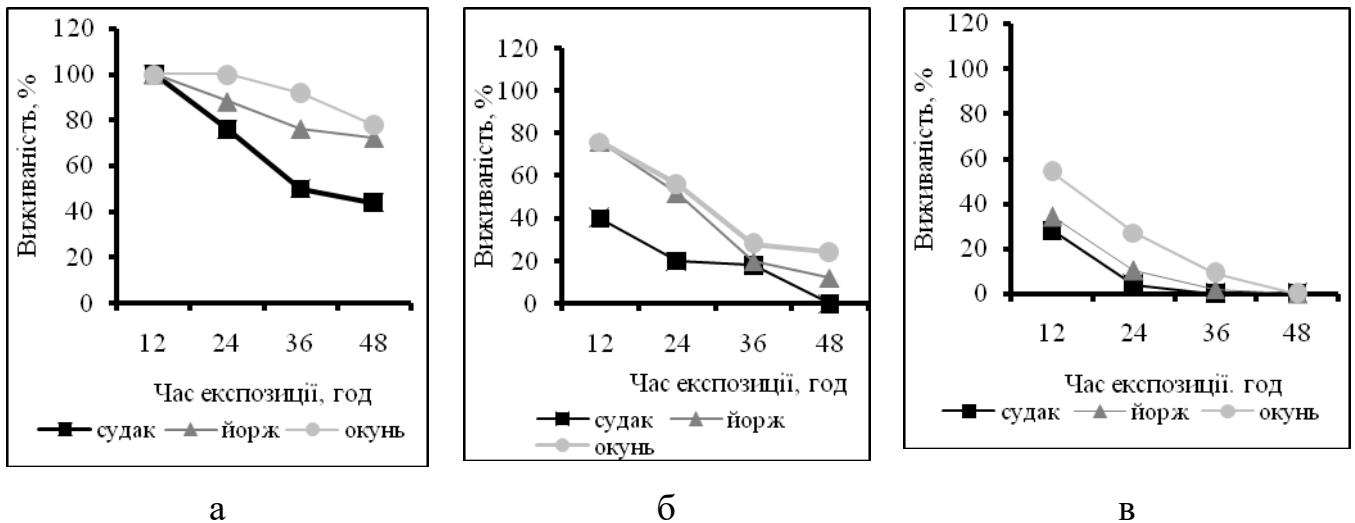 120
100
80
60
40
20
0
Виживаність, %
12 24 36 48
Час експозиції, год
судак йорж окунь
а
120
100
80
60
40
20
0
Виживаність, %
12 24 36 48
Час експозиції, год
судак йорж
окунь
б
120
100
80
60
40
20
0
Виживаність, %
12 24 36 48
Час експозиції. год
судак йорж окунь
в